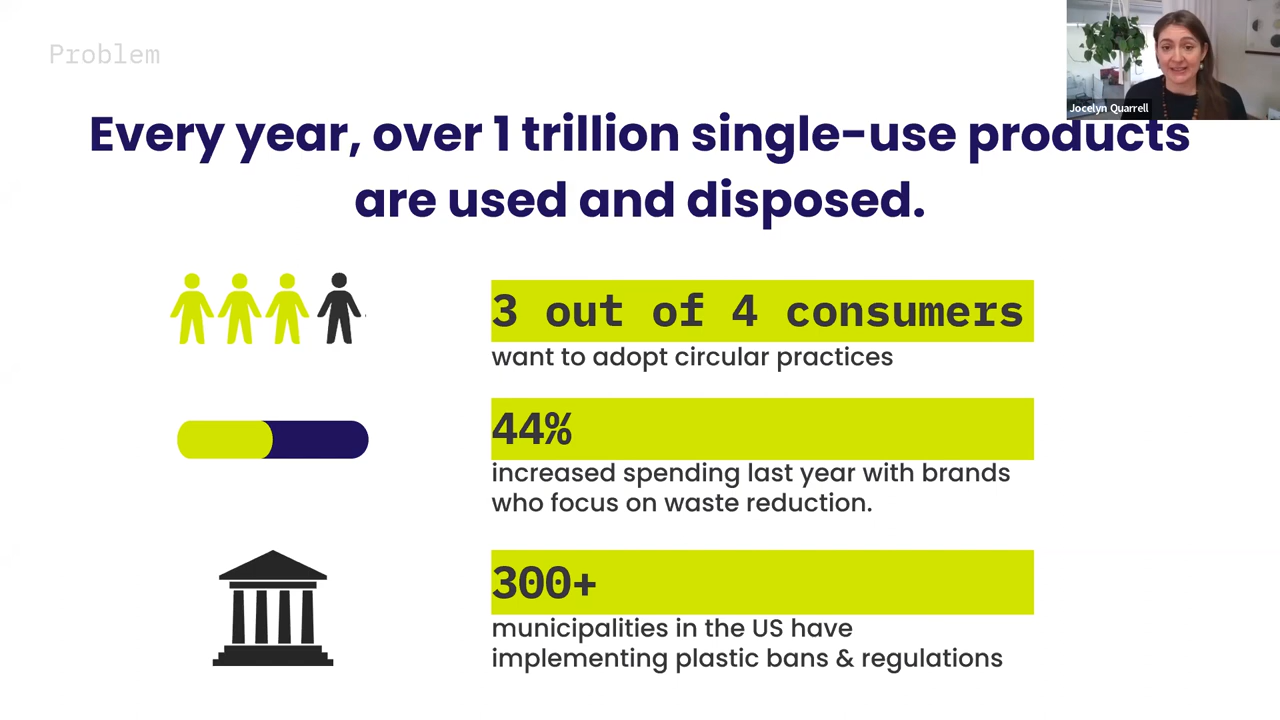 Problem
Jocelyn Quarrell
Every year, over 1 trillion single-use products
are used and disposed.
3 out of 4 consumers
want to adopt circular practices
44%
increased spending last year with brands
who focus on waste reduction.
300+
municipalities in the US have
implementing plastic bans & regulations